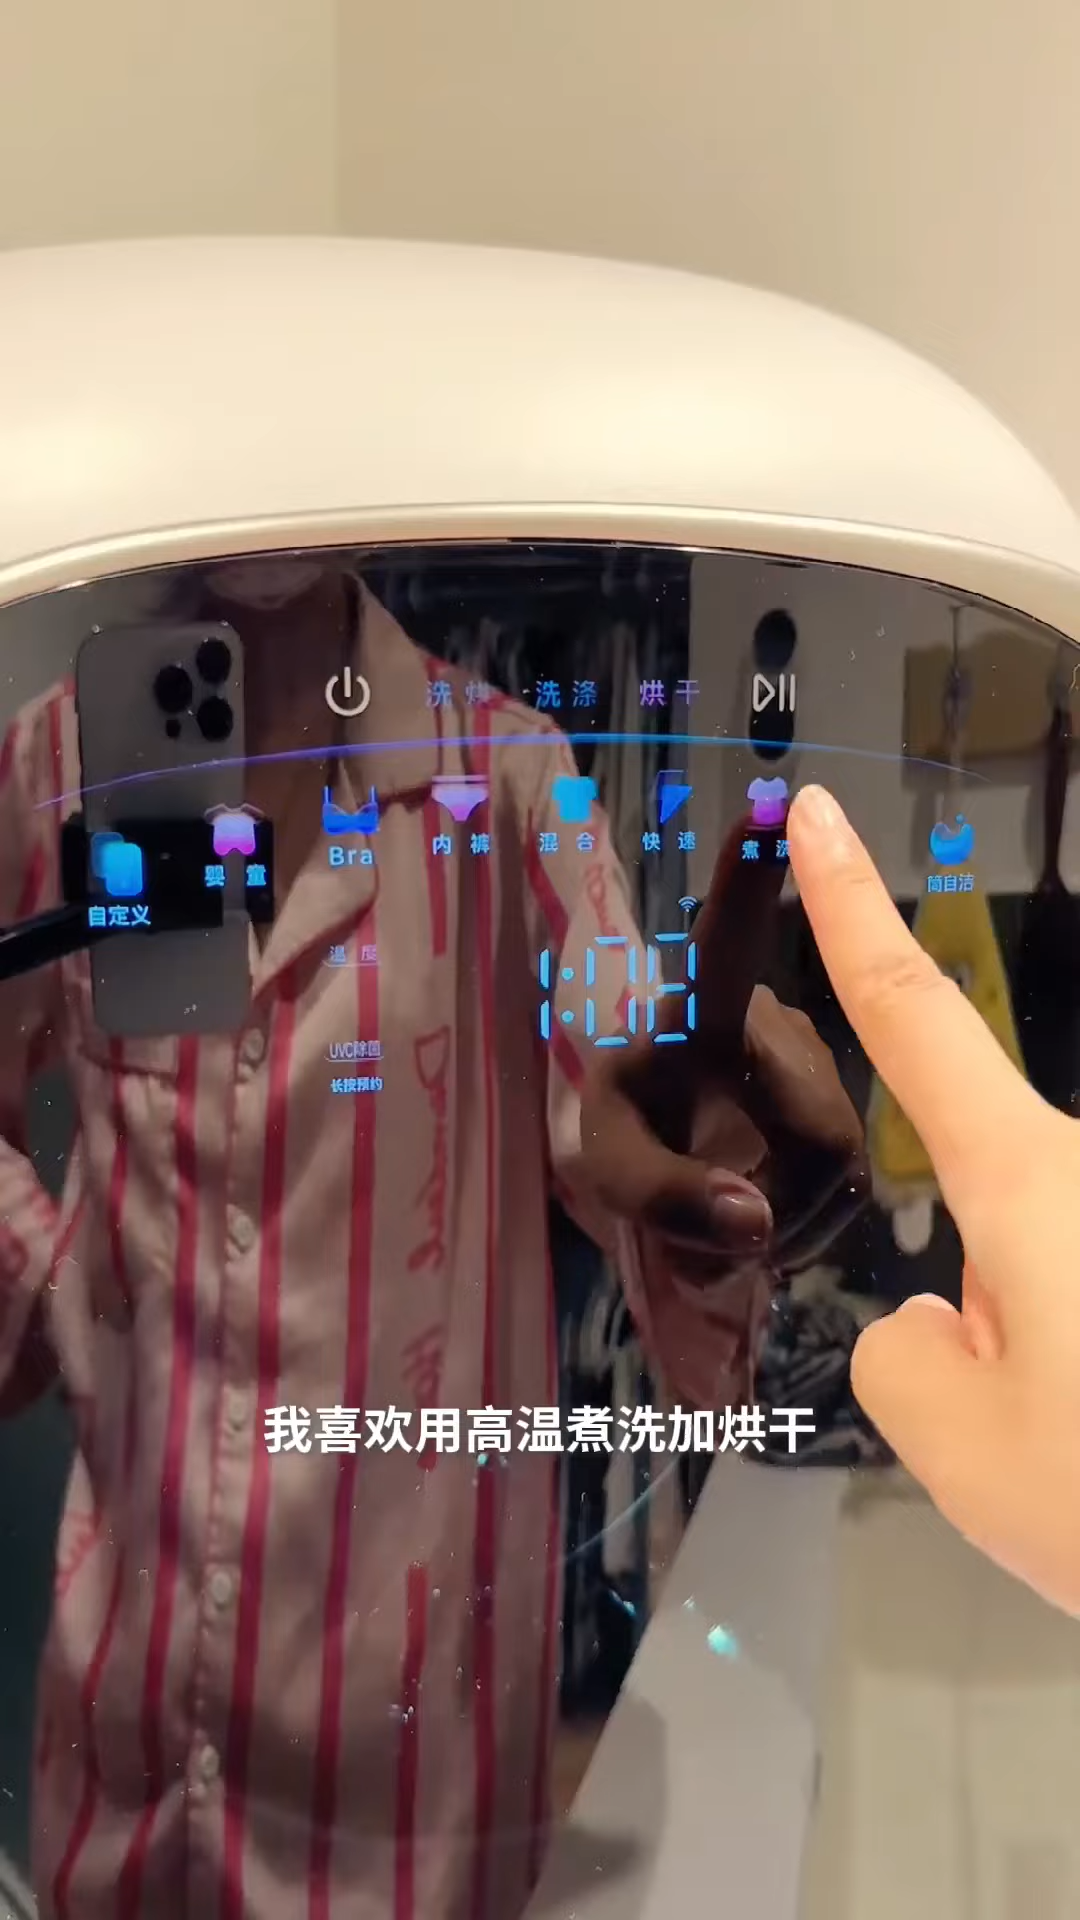 洗烘 洗涤 烘干
自定义 婴童 Bra 内裤 混合 快速 煮洗 筒自洁
温度
1:08
UVC除菌
长按预约
我喜欢用高温煮洗加烘干